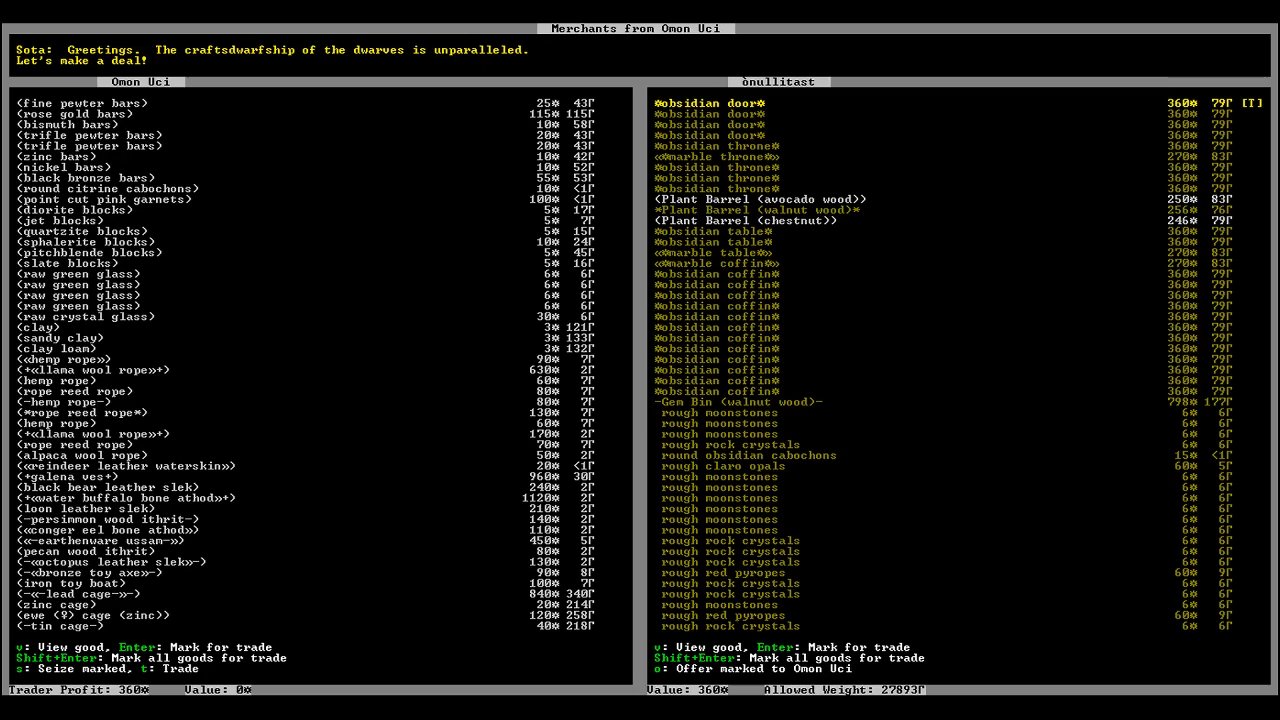 Merchants from Omon Uci
Sota:  Greetings.  The craftsdwarfship of the dwarves is unparalleled.
Let's make a deal!
Omon Uci
(fine pewter bars) 25☼ 43Γ
(rose gold bars) 115☼ 115Γ
(bismuth bars) 10☼ 58Γ
(trifle pewter bars) 20☼ 43Γ
(trifle pewter bars) 20☼ 43Γ
(zinc bars) 10☼ 42Γ
(nickel bars) 10☼ 52Γ
(black bronze bars) 55☼ 53Γ
(round citrine cabochons) 10☼ <1Γ
(point cut pink garnets) 100☼ <1Γ
(diorite blocks) 5☼ 17Γ
(jet blocks) 5☼ 7Γ
(quartzite blocks) 5☼ 15Γ
(sphalerite blocks) 10☼ 24Γ
(pitchblende blocks) 5☼ 45Γ
(slate blocks) 5☼ 16Γ
(raw green glass) 6☼ 6Γ
(raw green glass) 6☼ 6Γ
(raw green glass) 6☼ 6Γ
(raw green glass) 6☼ 6Γ
(raw crystal glass) 30☼ 6Γ
(clay) 3☼ 121Γ
(sandy clay) 3☼ 133Γ
(clay loam) 3☼ 132Γ
(«hemp rope») 90☼ 7Γ
(+«llama wool rope»+) 630☼ 2Γ
(hemp rope) 60☼ 7Γ
(rope reed rope) 80☼ 7Γ
(-hemp rope-) 80☼ 7Γ
(*rope reed rope*) 130☼ 7Γ
(hemp rope) 60☼ 7Γ
(+«llama wool rope»+) 170☼ 2Γ
(rope reed rope) 70☼ 7Γ
(alpaca wool rope) 50☼ 2Γ
(«reindeer leather waterskin») 20☼ <1Γ
(+galena ves+) 960☼ 30Γ
(black bear leather slek) 240☼ 2Γ
(+«water buffalo bone athod»+) 1120☼ 2Γ
(loon leather slek) 210☼ 2Γ
(-persimmon wood ithrit-) 140☼ 2Γ
(«conger eel bone athod») 110☼ 2Γ
(«-earthenware ussam-») 450☼ 5Γ
(pecan wood ithrit) 80☼ 2Γ
(-«octopus leather slek»-) 130☼ 2Γ
(-«bronze toy axe»-) 90☼ 8Γ
(iron toy boat) 100☼ 7Γ
(-«-lead cage-»-) 840☼ 340Γ
(zinc cage) 20☼ 214Γ
(ewe (♀) cage (zinc)) 120☼ 258Γ
(-tin cage-) 40☼ 218Γ
v: View good, Enter: Mark for trade
Shift+Enter: Mark all goods for trade
s: Seize marked, t: Trade
Trader Profit: 360☼ Value: 0☼
ònullitast
☼obsidian door☼ 360☼ 79Γ [T]
☼obsidian door☼ 360☼ 79Γ
☼obsidian door☼ 360☼ 79Γ
☼obsidian door☼ 360☼ 79Γ
☼obsidian throne☼ 360☼ 79Γ
«☼marble throne☼» 270☼ 83Γ
☼obsidian throne☼ 360☼ 79Γ
☼obsidian throne☼ 360☼ 79Γ
☼obsidian throne☼ 360☼ 79Γ
(Plant Barrel (avocado wood)) 250☼ 83Γ
*Plant Barrel (walnut wood)* 256☼ 76Γ
(Plant Barrel (chestnut)) 246☼ 79Γ
☼obsidian table☼ 360☼ 79Γ
☼obsidian table☼ 360☼ 79Γ
«☼marble table☼» 270☼ 83Γ
«☼marble coffin☼» 270☼ 83Γ
☼obsidian coffin☼ 360☼ 79Γ
☼obsidian coffin☼ 360☼ 79Γ
☼obsidian coffin☼ 360☼ 79Γ
☼obsidian coffin☼ 360☼ 79Γ
☼obsidian coffin☼ 360☼ 79Γ
☼obsidian coffin☼ 360☼ 79Γ
☼obsidian coffin☼ 360☼ 79Γ
☼obsidian coffin☼ 360☼ 79Γ
☼obsidian coffin☼ 360☼ 79Γ
☼obsidian coffin☼ 360☼ 79Γ
☼obsidian coffin☼ 360☼ 79Γ
☼obsidian coffin☼ 360☼ 79Γ
-Gem Bin (walnut wood)- 798☼ 177Γ
rough moonstones 6☼ 6Γ
rough moonstones 6☼ 6Γ
rough moonstones 6☼ 6Γ
rough rock crystals 6☼ 6Γ
round obsidian cabochons 15☼ <1Γ
rough claro opals 60☼ 5Γ
rough moonstones 6☼ 6Γ
rough moonstones 6☼ 6Γ
rough moonstones 6☼ 6Γ
rough moonstones 6☼ 6Γ
rough moonstones 6☼ 6Γ
rough moonstones 6☼ 6Γ
rough rock crystals 6☼ 6Γ
rough rock crystals 6☼ 6Γ
rough moonstones 6☼ 6Γ
rough red pyropes 60☼ 9Γ
rough rock crystals 6☼ 6Γ
rough rock crystals 6☼ 6Γ
rough moonstones 6☼ 6Γ
rough red pyropes 60☼ 9Γ
rough rock crystals 6☼ 6Γ
v: View good, Enter: Mark for trade
Shift+Enter: Mark all goods for trade
o: Offer marked to Omon Uci
Value: 360☼ Allowed Weight: 27893Γ